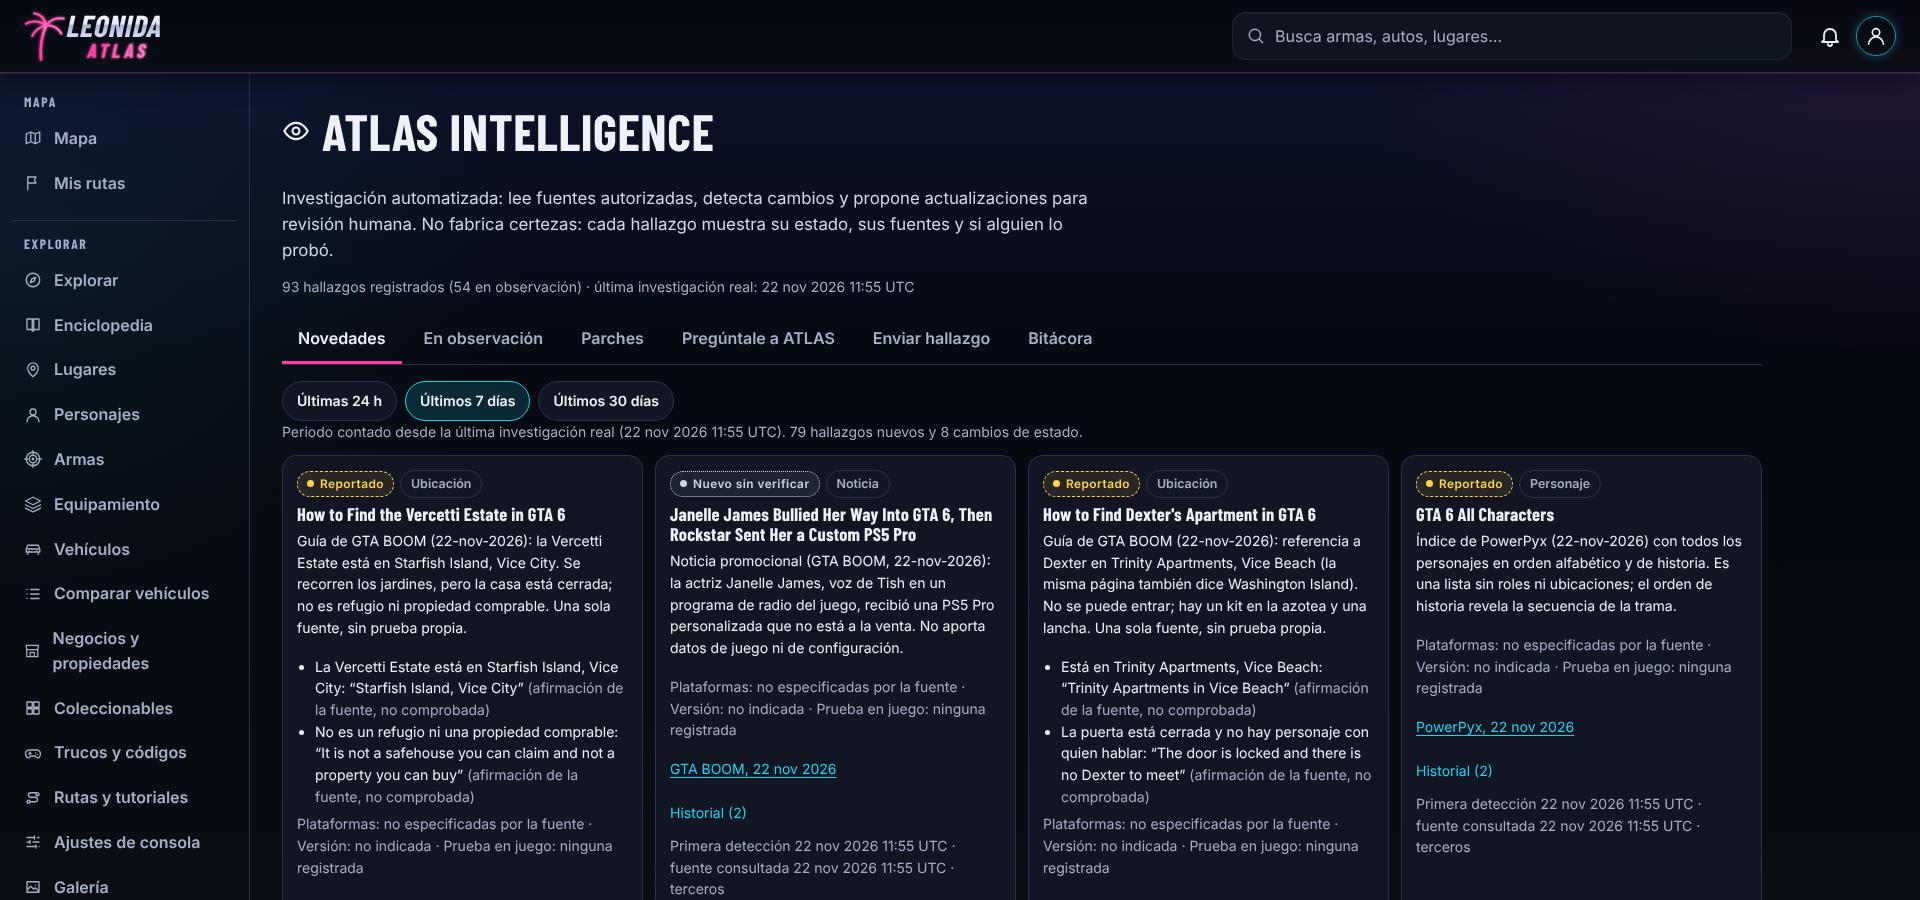 LEONIDA
ATLAS
Busca armas, autos, lugares...
MAPA
Mapa
Mis rutas
EXPLORAR
Explorar
Enciclopedia
Lugares
Personajes
Armas
Equipamiento
Vehículos
Comparar vehículos
Negocios y
propiedades
Coleccionables
Trucos y códigos
Rutas y tutoriales
Ajustes de consola
Galería
ATLAS INTELLIGENCE
Investigación automatizada: lee fuentes autorizadas, detecta cambios y propone actualizaciones para
revisión humana. No fabrica certezas: cada hallazgo muestra su estado, sus fuentes y si alguien lo
probó.
93 hallazgos registrados (54 en observación) · última investigación real: 22 nov 2026 11:55 UTC
Novedades
En observación
Parches
Pregúntale a ATLAS
Enviar hallazgo
Bitácora
Últimas 24 h
Últimos 7 días
Últimos 30 días
Periodo contado desde la última investigación real (22 nov 2026 11:55 UTC). 79 hallazgos nuevos y 8 cambios de estado.
Reportado
Ubicación
How to Find the Vercetti Estate in GTA 6
Guía de GTA BOOM (22-nov-2026): la Vercetti
Estate está en Starfish Island, Vice City. Se
recorren los jardines, pero la casa está cerrada;
no es refugio ni propiedad comprable. Una sola
fuente, sin prueba propia.
• La Vercetti Estate está en Starfish Island, Vice
City: “Starfish Island, Vice City” (afirmación de
la fuente, no comprobada)
• No es un refugio ni una propiedad comprable:
“It is not a safehouse you can claim and not a
property you can buy” (afirmación de la
fuente, no comprobada)
Plataformas: no especificadas por la fuente ·
Versión: no indicada · Prueba en juego: ninguna
registrada
Nuevo sin verificar
Noticia
Janelle James Bullied Her Way Into GTA 6, Then
Rockstar Sent Her a Custom PS5 Pro
Noticia promocional (GTA BOOM, 22-nov-2026):
la actriz Janelle James, voz de Tish en un
programa de radio del juego, recibió una PS5 Pro
personalizada que no está a la venta. No aporta
datos de juego ni de configuración.
Plataformas: no especificadas por la fuente ·
Versión: no indicada · Prueba en juego: ninguna
registrada
GTA BOOM, 22 nov 2026
Historial (2)
Primera detección 22 nov 2026 11:55 UTC ·
fuente consultada 22 nov 2026 11:55 UTC ·
terceros
Reportado
Ubicación
How to Find Dexter's Apartment in GTA 6
Guía de GTA BOOM (22-nov-2026): referencia a
Dexter en Trinity Apartments, Vice Beach (la
misma página también dice Washington Island).
No se puede entrar; hay un kit en la azotea y una
lancha. Una sola fuente, sin prueba propia.
• Está en Trinity Apartments, Vice Beach:
“Trinity Apartments in Vice Beach” (afirmación
de la fuente, no comprobada)
• La puerta está cerrada y no hay personaje con
quien hablar: “The door is locked and there is
no Dexter to meet” (afirmación de la fuente, no
comprobada)
Plataformas: no especificadas por la fuente ·
Versión: no indicada · Prueba en juego: ninguna
registrada
Reportado
Personaje
GTA 6 All Characters
Índice de PowerPyx (22-nov-2026) con todos los
personajes en orden alfabético y de historia. Es
una lista sin roles ni ubicaciones; el orden de
historia revela la secuencia de la trama.
Plataformas: no especificadas por la fuente ·
Versión: no indicada · Prueba en juego: ninguna
registrada
PowerPyx, 22 nov 2026
Historial (2)
Primera detección 22 nov 2026 11:55 UTC ·
fuente consultada 22 nov 2026 11:55 UTC ·
terceros